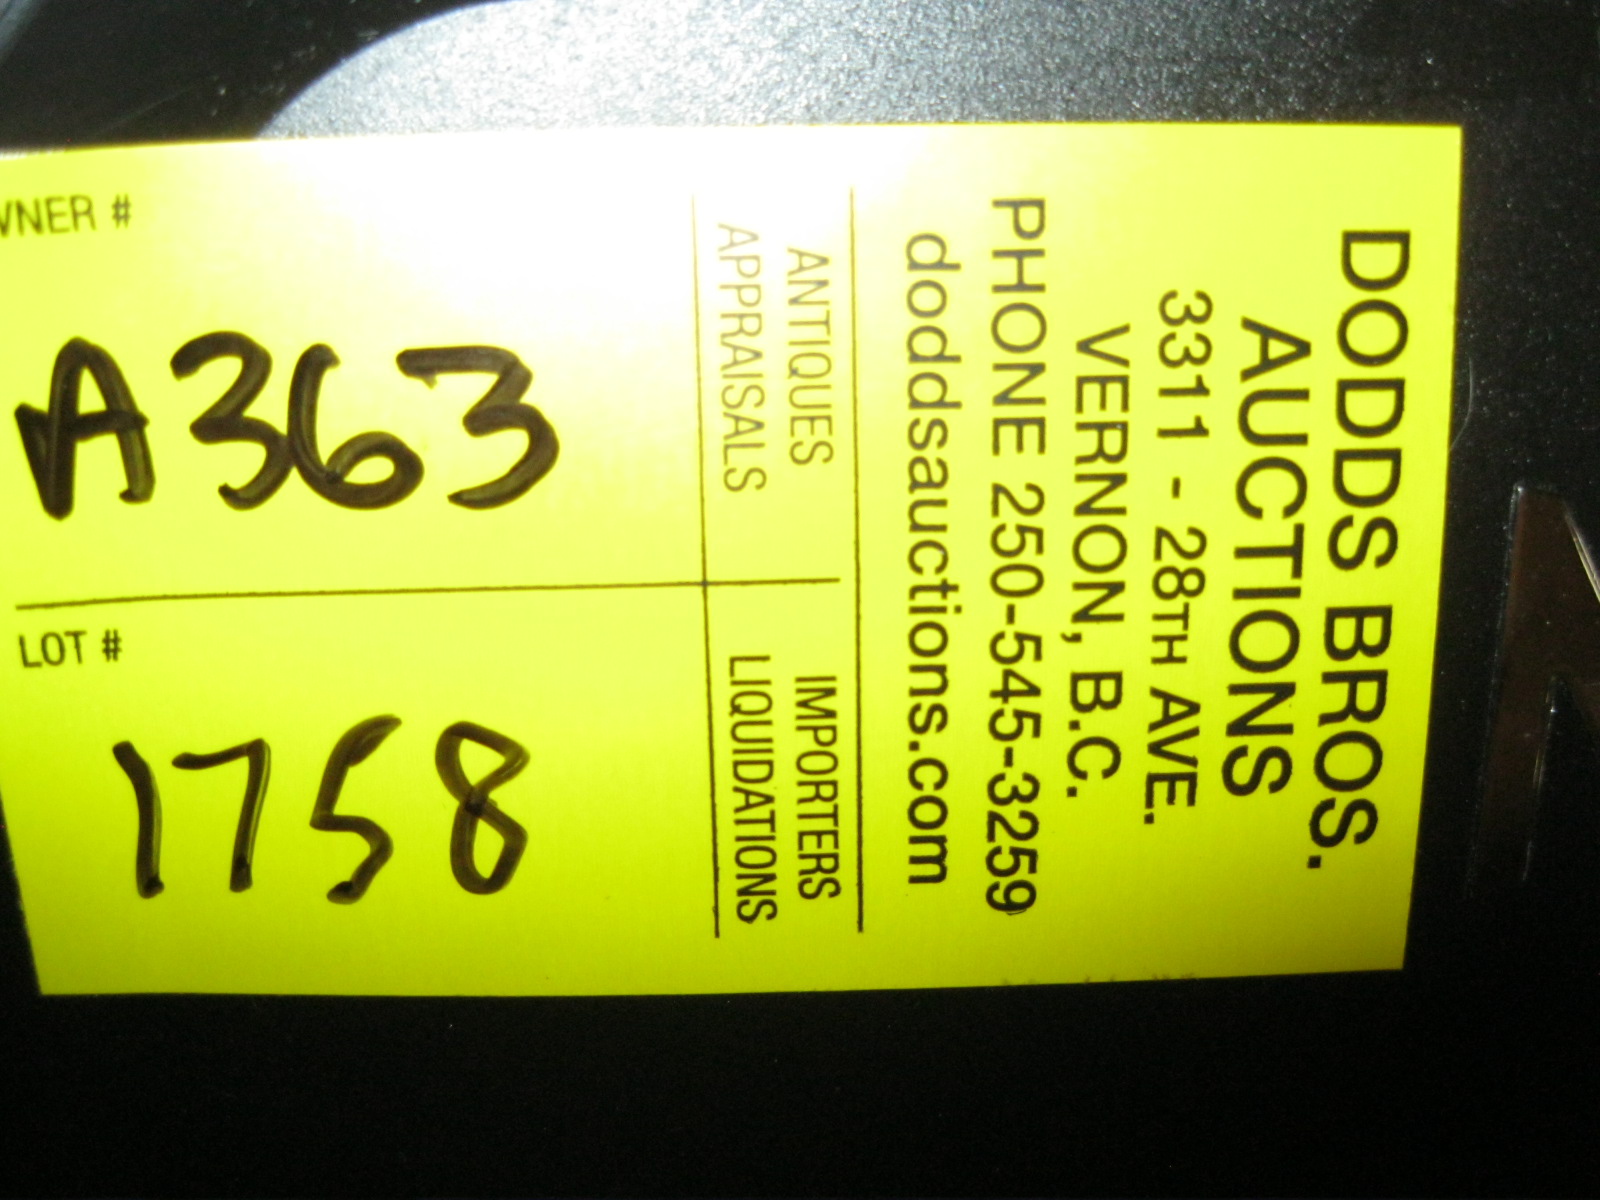 DODDS BROS.
AUCTIONS
3311 - 28TH AVE.
VERNON, B.C.
PHONE 250-545-3259
doddsauctions.com
ANTIQUES
APPRAISALS
IMPORTERS
LIQUIDATIONS
WNER #
A363
LOT #
1758